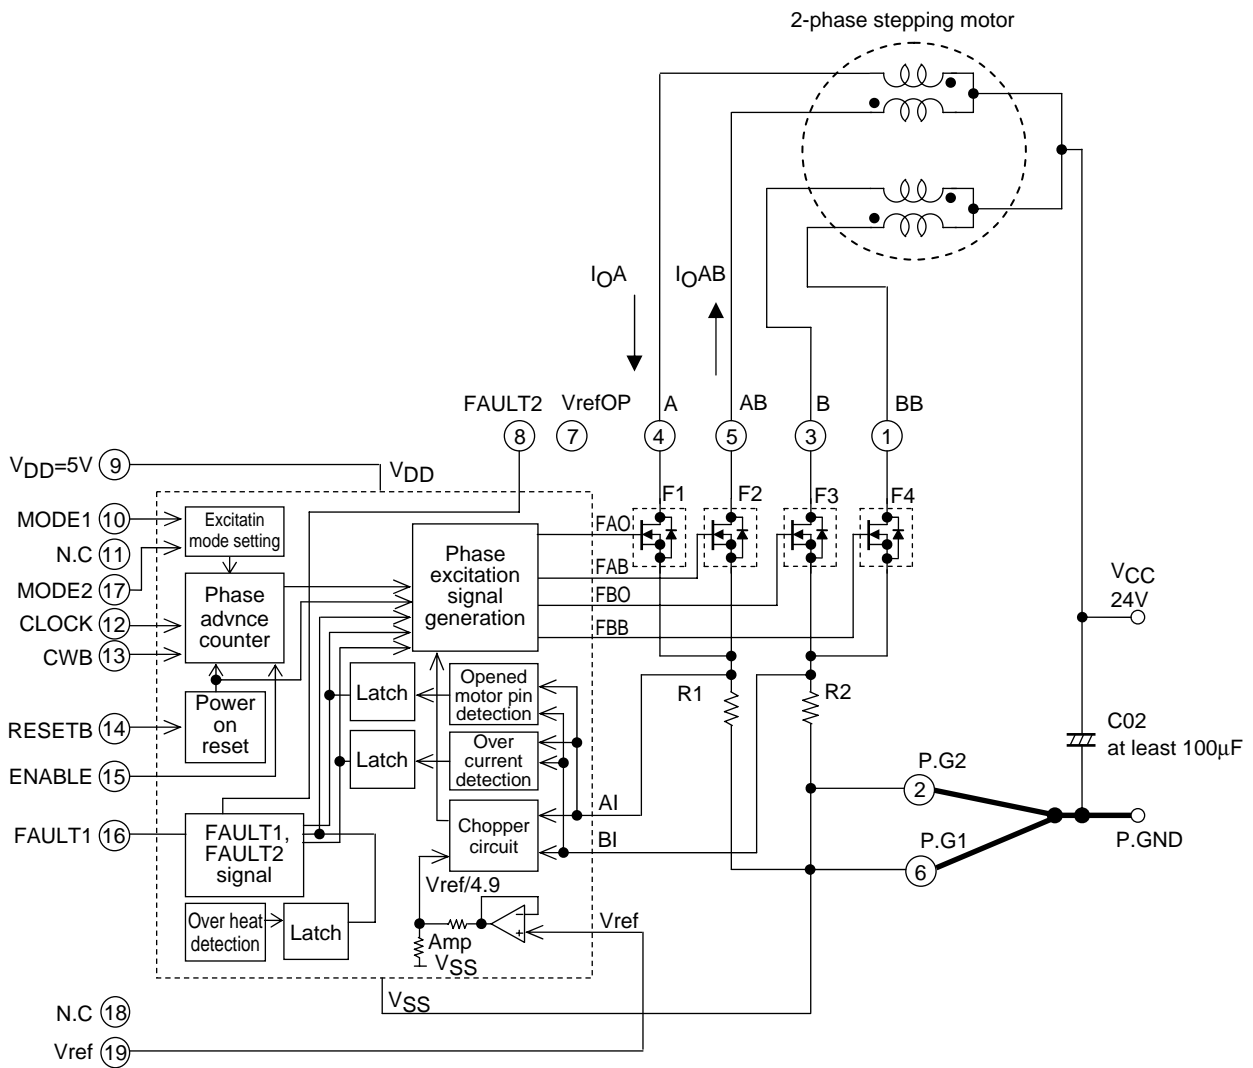 2-phase stepping motor
IOA
IOAB
FAULT2
VrefOP
A
AB
B
BB
8
7
4
5
3
1
VDD=5V
9
VDD
F1
F2
F3
F4
MODE1
10
Excitatin
mode setting
FAO
N.C
11
Phase
excitation
signal
generation
FAB
MODE2
17
FBO
Phase
advnce
counter
CLOCK
12
FBB
CWB
13
VCC
24V
Latch
Opened
motor pin
detection
R1
R2
RESETB
14
Power
on
reset
C02
at least 100μF
Latch
Over
current
detection
ENABLE
15
P.G2
2
AI
FAULT1
16
FAULT1,
FAULT2
signal
Chopper
circuit
BI
P.GND
P.G1
6
Vref/4.9
Over heat
detection
Latch
Vref
Amp
VSS
VSS
N.C
18
Vref
19